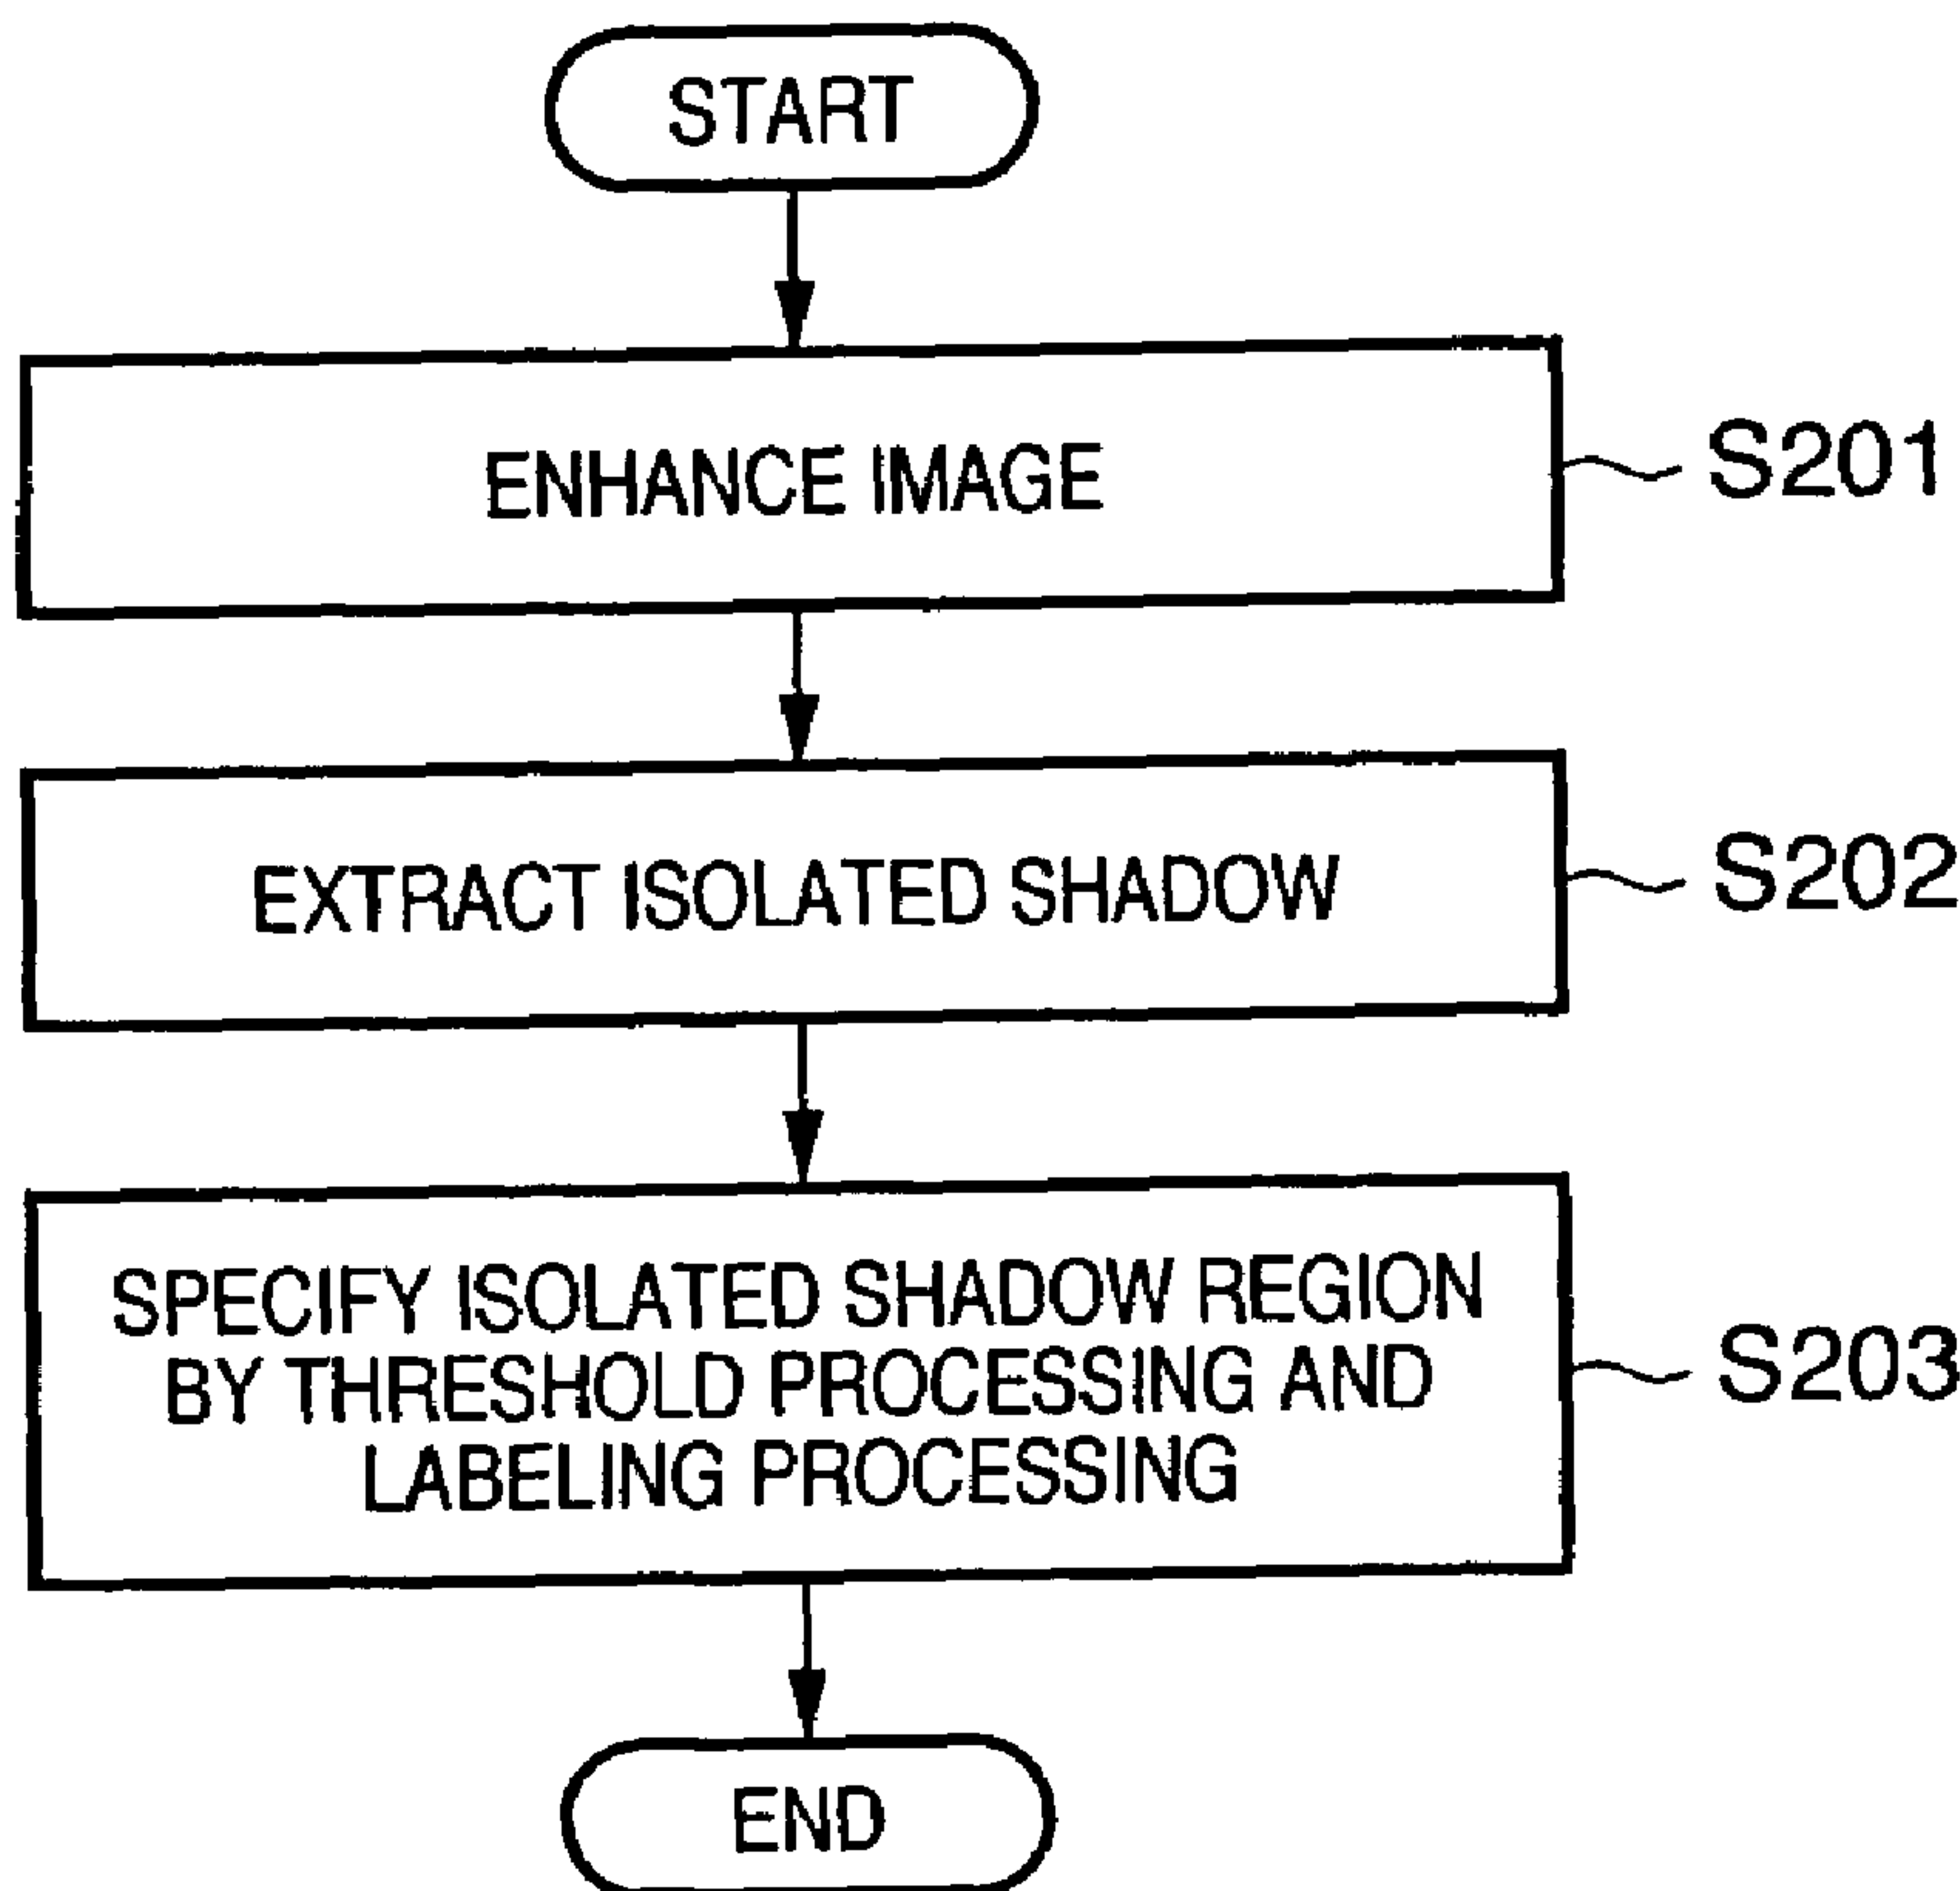 START
ENHANCE IMAGE
S201
EXTRACT ISOLATED SHADOW
S202
SPECIFY ISOLATED SHADOW REGION
BY THRESHOLD PROCESSING AND
LABELING PROCESSING
S203
END